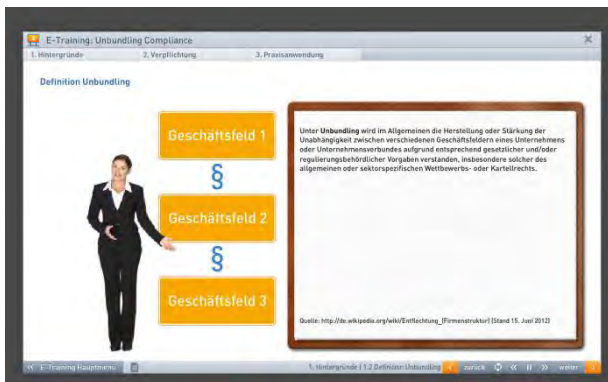 E-Training: Unbundling Compliance
1. Hintergründe
2. Verpflichtung
3. Praxisanwendung
Definition Unbundling
Geschäftsfeld 1
§
Geschäftsfeld 2
§
Geschäftsfeld 3
Unter Unbundling wird im Allgemeinen die Herstellung oder Stärkung der
Unabhängigkeit zwischen verschiedenen Geschäftsfeldern eines Unternehmens
oder Unternehmensverbundes aufgrund entsprechend gesetzlicher und/oder
regulierungsbehördlicher Vorgaben verstanden, insbesondere solcher des
allgemeinen oder sektorspezifischen Wettbewerbs- oder Kartellrechts.
Quelle: http://de.wikipedia.org/wiki/Entflechtung_(Firmenstruktur) (Stand 15. Juni 2012)
E-Training Hauptmenü
1. Hintergründe | 1.2 Definition Unbundling
zurück
weiter